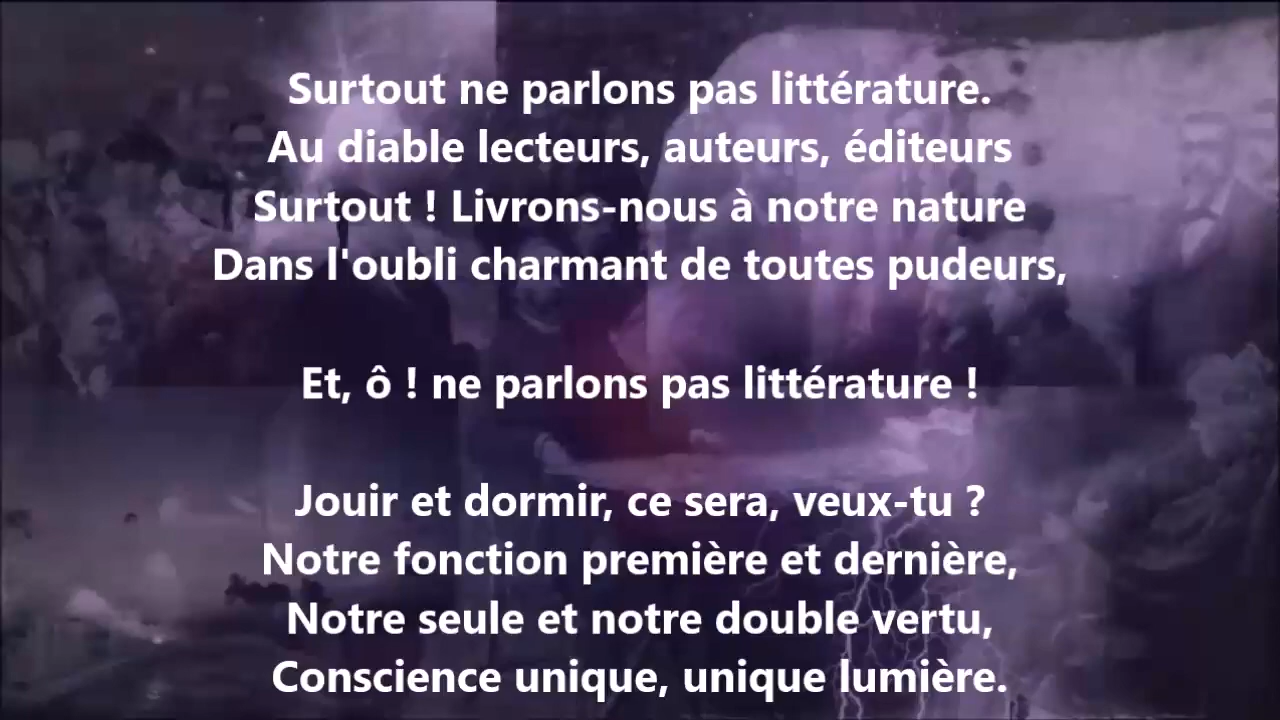 Surtout ne parlons pas littérature.
Au diable lecteurs, auteurs, éditeurs
Surtout ! Livrons-nous à notre nature
Dans l'oubli charmant de toutes pudeurs,
Et, ô ! ne parlons pas littérature !
Jouir et dormir, ce sera, veux-tu ?
Notre fonction première et dernière,
Notre seule et notre double vertu,
Conscience unique, unique lumière.